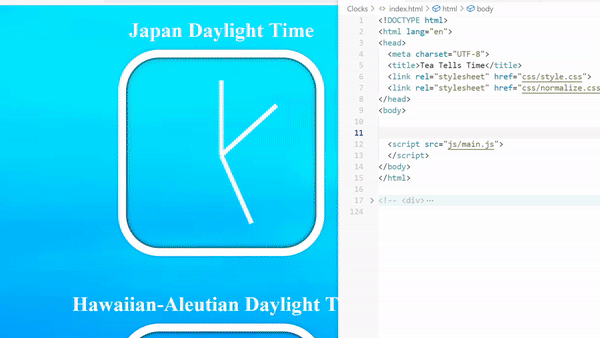 Japan Daylight Time
Hawaiian-Aleutian Daylight T
Clocks > <> index.html > html > body
1 <!DOCTYPE html>
2 <html lang="en">
3 <head>
4 <meta charset="UTF-8">
5 <title>Tea Tells Time</title>
6 <link rel="stylesheet" href="css/style.css">
7 <link rel="stylesheet" href="css/normalize.css
8 </head>
9 <body>
10
11
12 <script src="js/main.js">
13 </script>
14 </body>
15 </html>
16
17 > <!-- <div>…
124